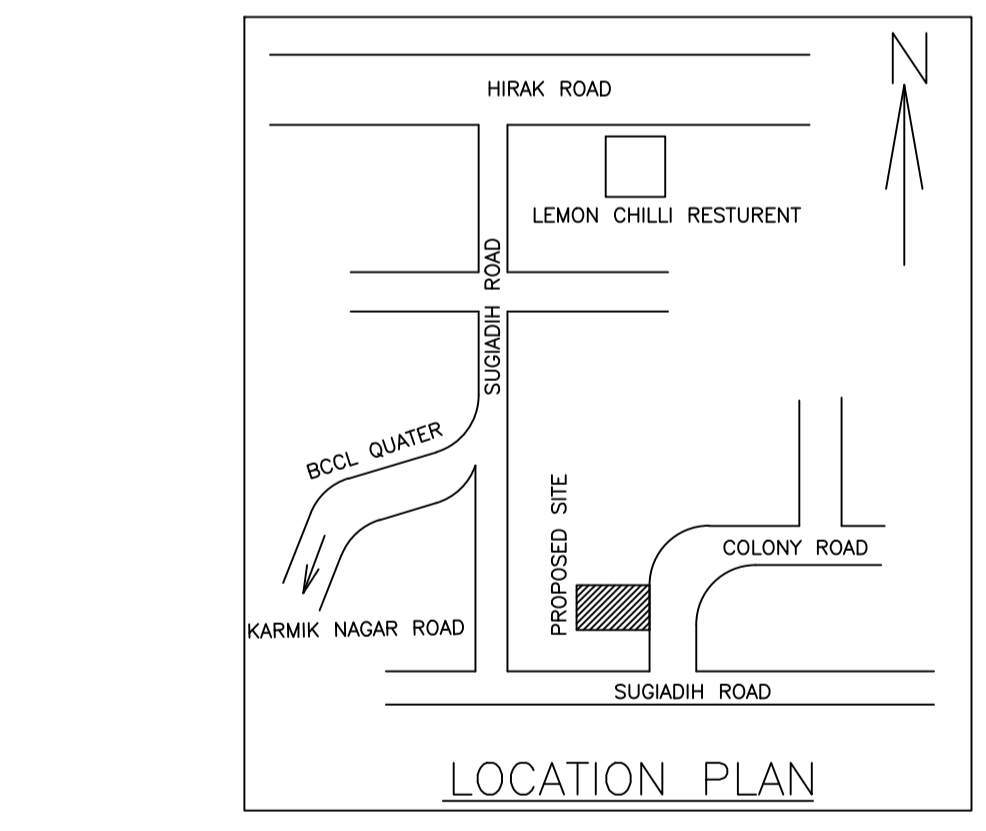 N
HIRAK ROAD
LEMON CHILLI RESTURENT
SUGIADIH ROAD
BCCL QUATER
PROPOSED SITE
COLONY ROAD
KARMIK NAGAR ROAD
SUGIADIH ROAD
LOCATION PLAN